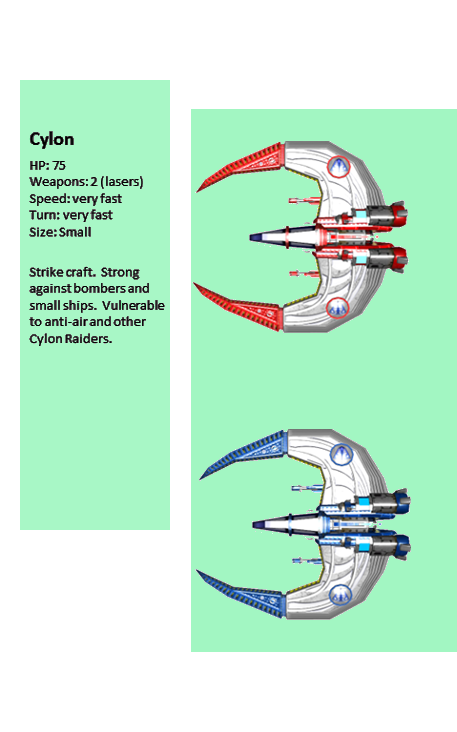 Cylon
HP: 75
Weapons: 2 (lasers)
Speed: very fast
Turn: very fast
Size: Small
Strike craft.  Strong
against bombers and
small ships.  Vulnerable
to anti-air and other
Cylon Raiders.